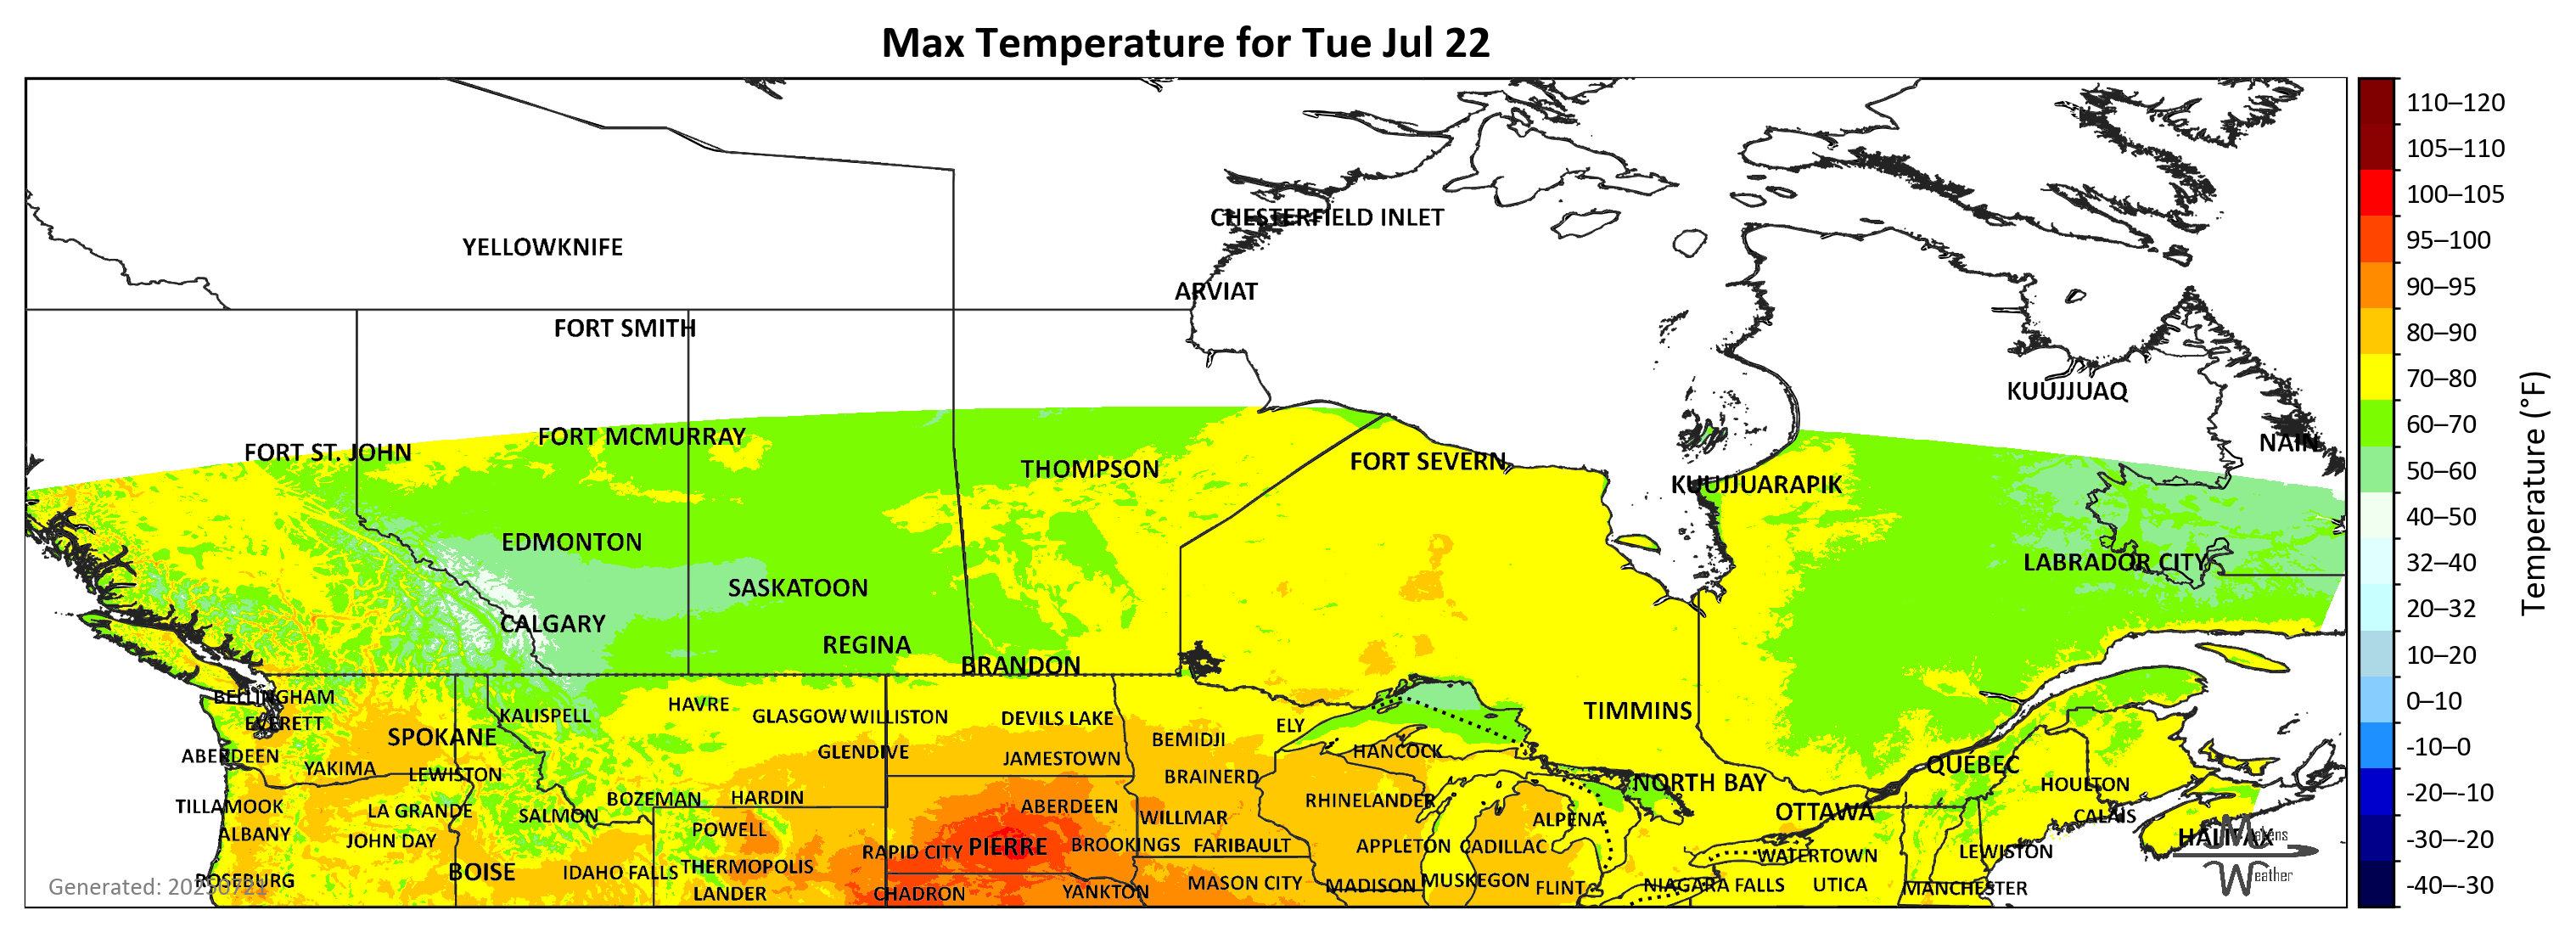 Max Temperature for Tue Jul 22
110–120
105–110
100–105
95–100
90–95
80–90
70–80
60–70
50–60
40–50
32–40
20–32
10–20
0–10
-10–0
-20–-10
-30–-20
-40–-30
Temperature (°F)
CHESTERFIELD INLET
YELLOWKNIFE
ARVIAT
FORT SMITH
KUUJJUAQ
FORT MCMURRAY
NAIN
FORT ST. JOHN
FORT SEVERN
THOMPSON
KUUJJUARAPIK
EDMONTON
LABRADOR CITY
SASKATOON
CALGARY
REGINA
BRANDON
BELLINGHAM
HAVRE
TIMMINS
KALISPELL
GLASGOW
WILLISTON
DEVILS LAKE
EVERETT
ELY
SPOKANE
BEMIDJI
GLENDIVE
HANCOCK
ABERDEEN
JAMESTOWN
QUÉBEC
YAKIMA
LEWISTON
BRAINERD
NORTH BAY
HOULTON
BOZEMAN
HARDIN
RHINELANDER
TILLAMOOK
ABERDEEN
LA GRANDE
OTTAWA
SALMON
WILLMAR
CALAIS
ALPENA
POWELL
ALBANY
HALIFAX
JOHN DAY
PIERRE
BROOKINGS
FARIBAULT
APPLETON
CADILLAC
RAPID CITY
LEWISTON
WATERTOWN
THERMOPOLIS
BOISE
IDAHO FALLS
ROSEBURG
MUSKEGON
MASON CITY
MADISON
NIAGARA FALLS
UTICA
FLINT
MANCHESTER
YANKTON
LANDER
CHADRON
Generated: 20250721
Matens
Weather